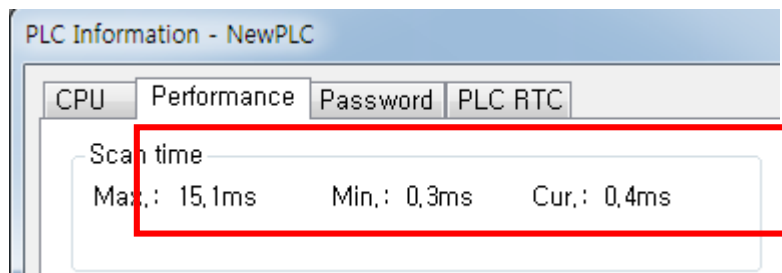 PLC Information - NewPLC
CPU Performance Password PLC RTC
Scan time
Max,: 15,1ms Min,: 0,3ms Cur,: 0,4ms